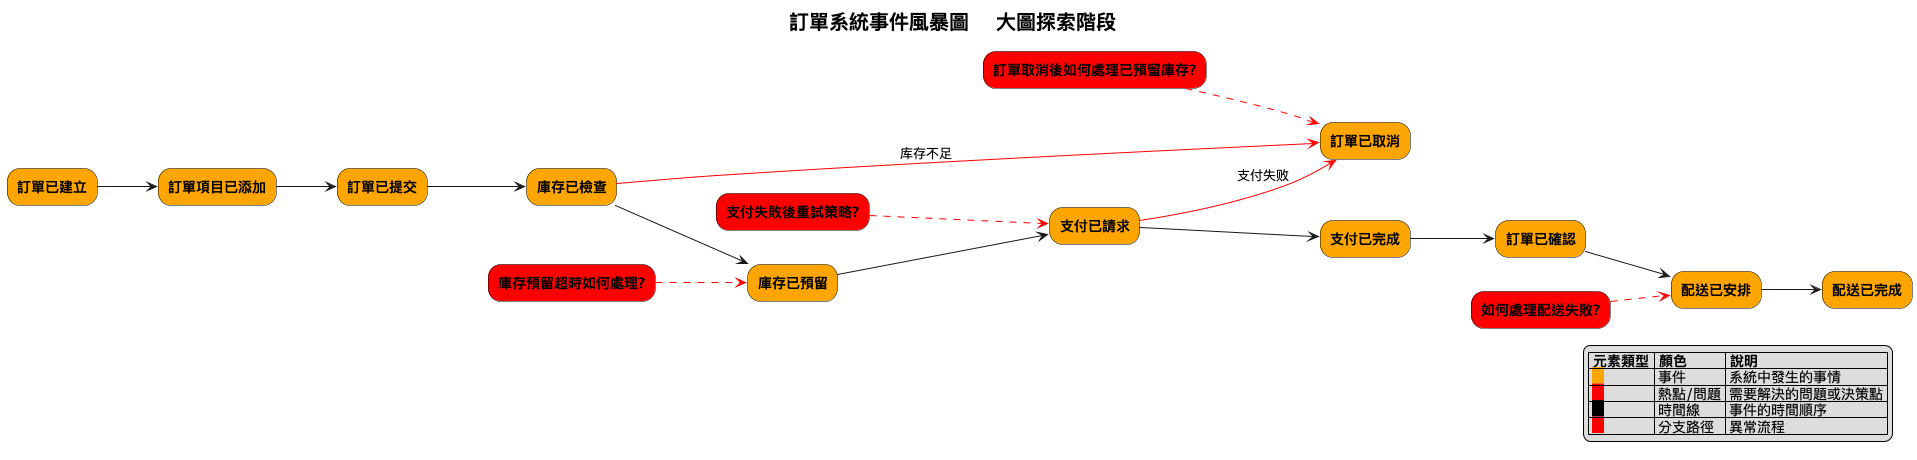 訂單系統事件風暴圖 大圖探索階段
訂單取消後如何處理已預留庫存?
訂單已取消
库存不足
支付失败
訂單已建立
訂單項目已添加
訂單已提交
庫存已檢查
支付失敗後重試策略?
支付已請求
支付已完成
訂單已確認
庫存預留超時如何處理?
庫存已預留
配送已安排
配送已完成
如何處理配送失敗?
元素類型 顏色 說明
事件 系統中發生的事情
熱點/問題 需要解決的問題或決策點
時間線 事件的時間順序
分支路徑 異常流程